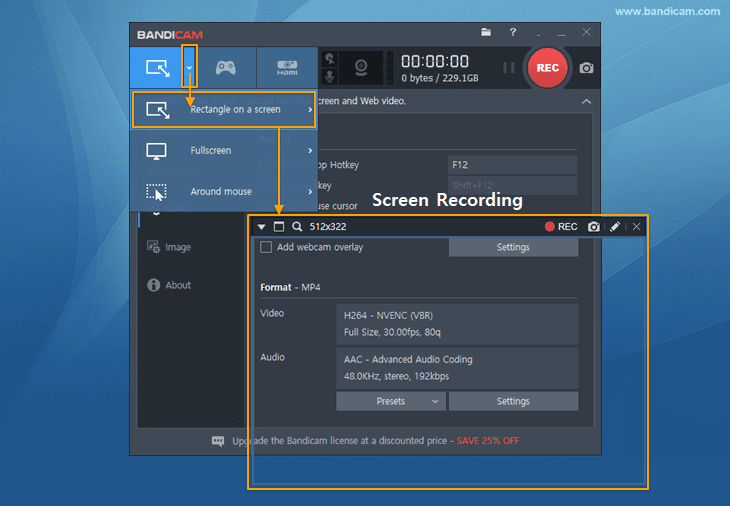 www.bandicam.com
BANDICAM
?
HDMI
00:00:00
0 bytes / 229.1GB
REC
Rectangle on a screen
creen and Web video.
Fullscreen
op Hotkey
F12
key
Shift+F12
Around mouse
use cursor
Screen Recording
512x322
REC
Image
Add webcam overlay
Settings
About
Format - MP4
Video
H264 - NVENC (VBR)
Full Size, 30.00fps, 80q
Audio
AAC - Advanced Audio Coding
48.0KHz, stereo, 192kbps
Presets
Settings
Upgrade the Bandicam license at a discounted price - SAVE 25% OFF